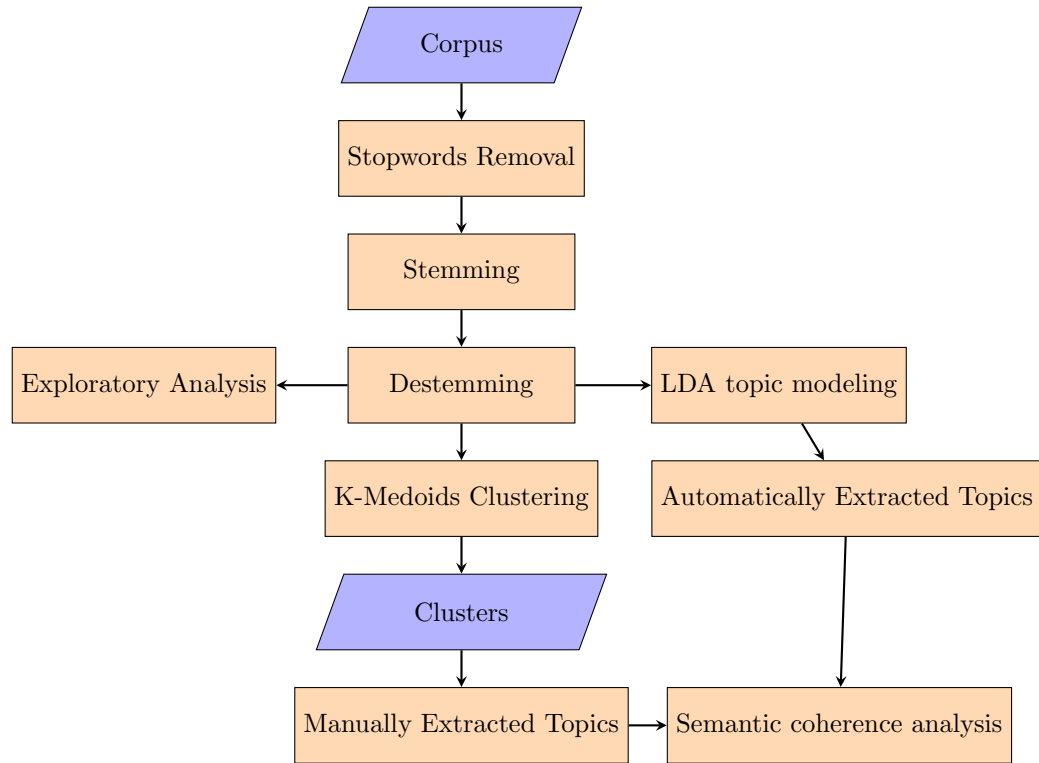 Corpus
Stopwords Removal
Stemming
Exploratory Analysis
Destemming
LDA topic modeling
K-Medoids Clustering
Automatically Extracted Topics
Clusters
Manually Extracted Topics
Semantic coherence analysis